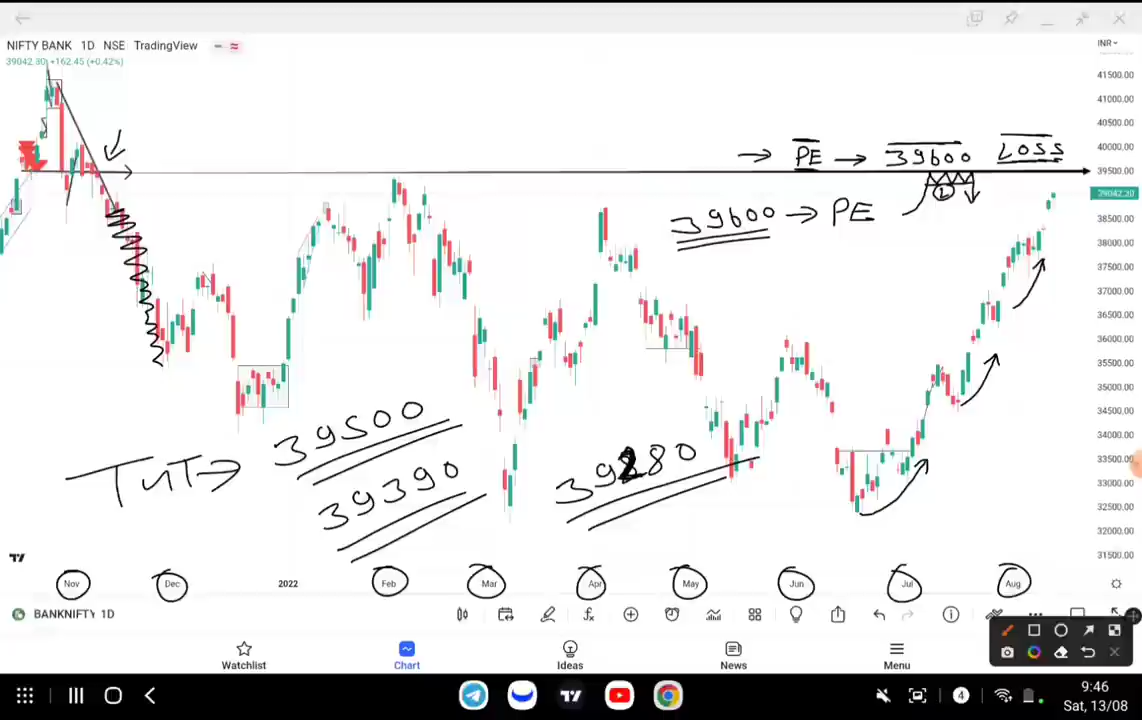 NIFTY BANK 1D NSE TradingView
39042.30 +162.45 (+0.42%)
INR
41500.00
41000.00
40500.00
40000.00
39500.00
39042.30
38500.00
38000.00
37500.00
37000.00
36500.00
36000.00
35500.00
35000.00
34500.00
34000.00
33500.00
33000.00
32500.00
32000.00
31500.00
→ PE → 39600 LOSS
2
39600 → PE
TUT → 39500
39390
39280
Nov Dec 2022 Feb Mar Apr May Jun Jul Aug
BANKNIFTY 1D
Watchlist Chart Ideas News Menu
4
9:46
Sat, 13/08